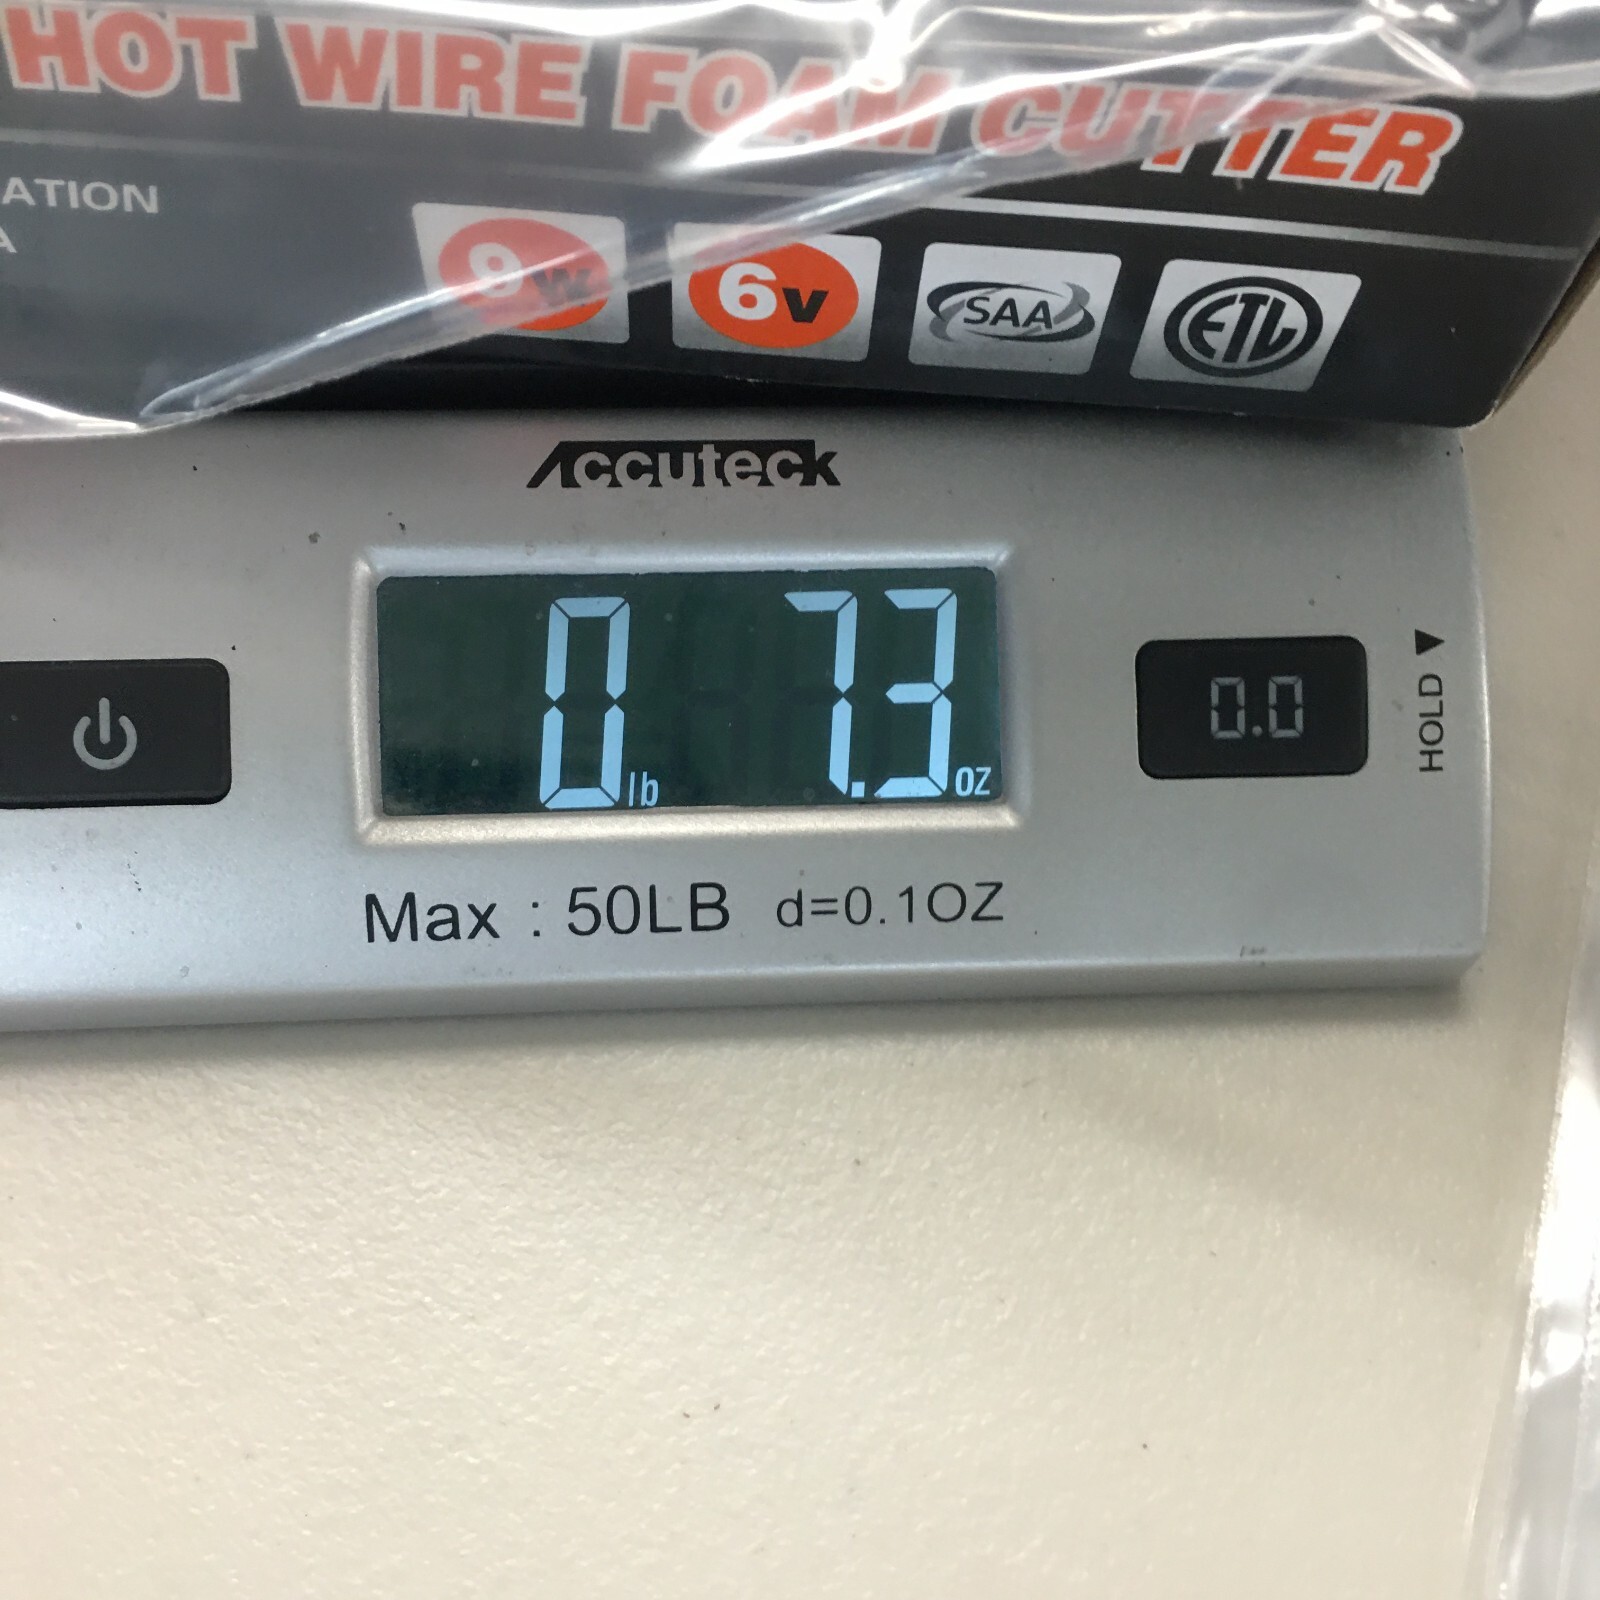 HOT WIRE FOAM CUTTER
ATION
A
9W 6V SAA ETL
Accuteck
0 lb 7.3 oz
0.0
HOLD ▼
Max : 50LB d=0.1OZ